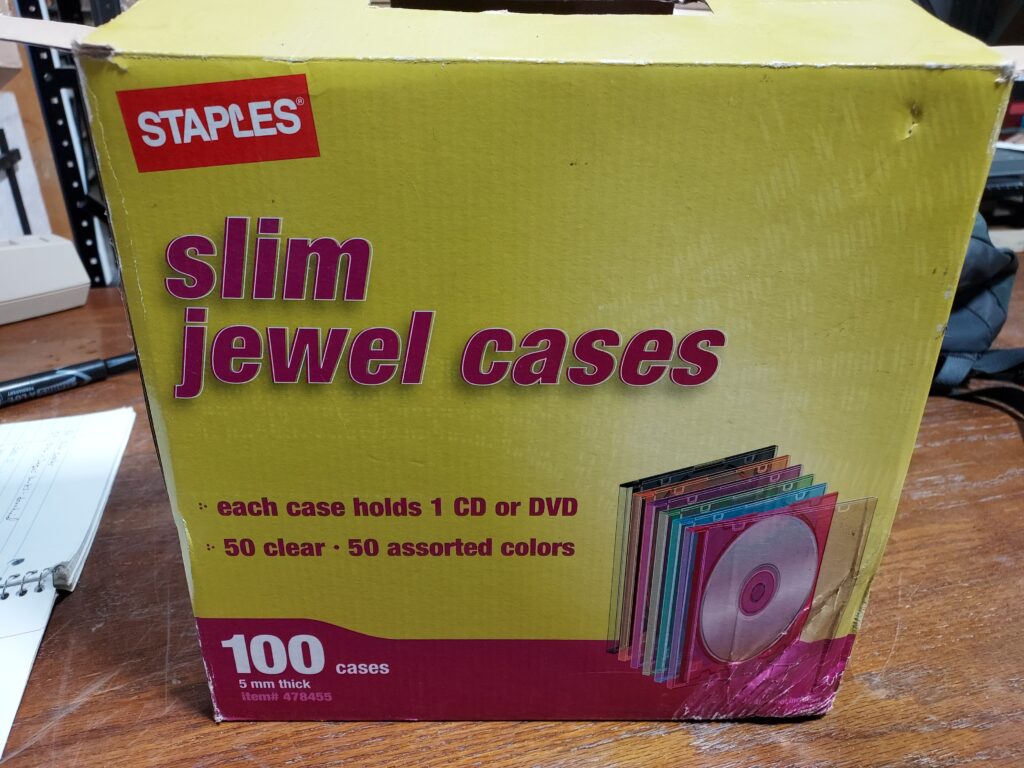 STAPLES®
slim
jewel cases
each case holds 1 CD or DVD
50 clear · 50 assorted colors
100 cases
5 mm thick
item# 478455